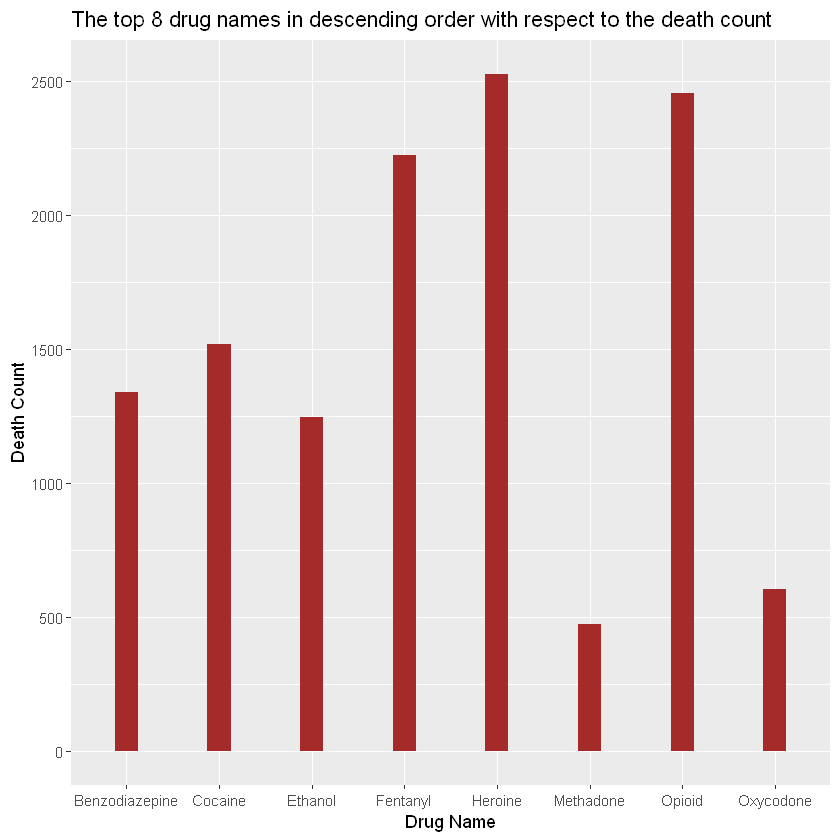 The top 8 drug names in descending order with respect to the death count
2500
2000
1500
1000
500
0
Death Count
Benzodiazepine Cocaine Ethanol Fentanyl Heroine Methadone Opioid Oxycodone
Drug Name